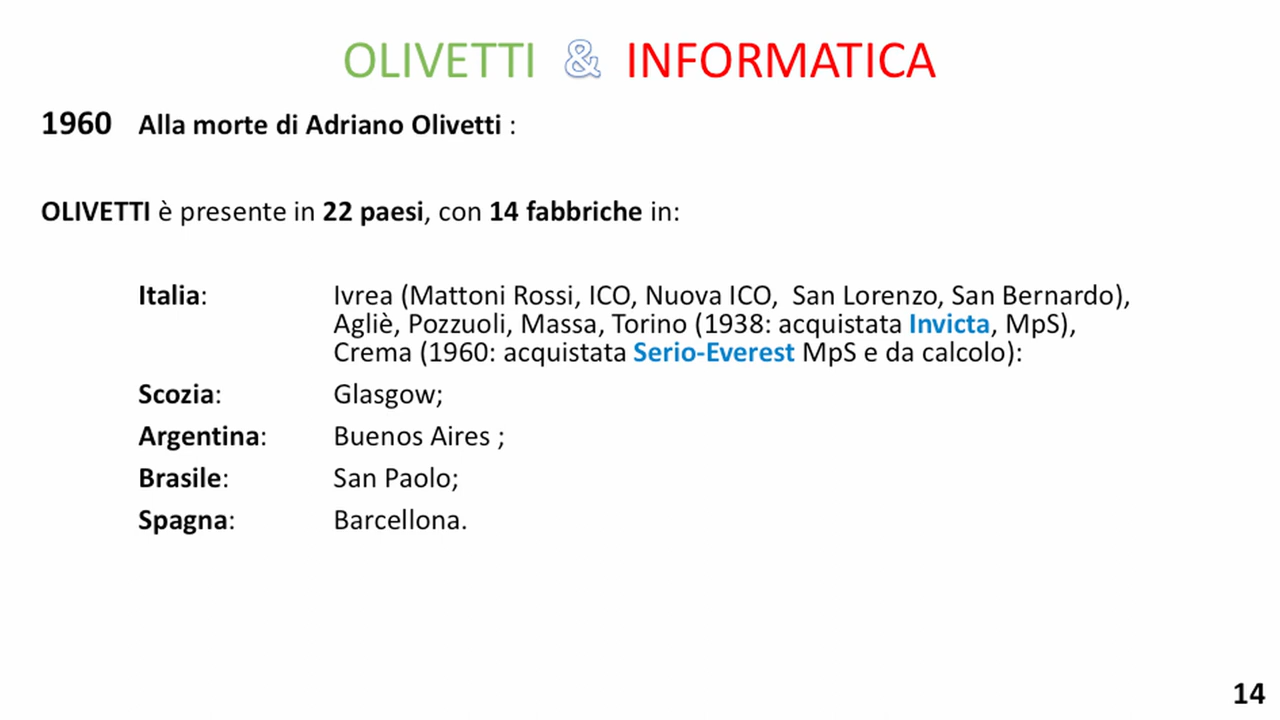 OLIVETTI & INFORMATICA
1960 Alla morte di Adriano Olivetti :
OLIVETTI è presente in 22 paesi, con 14 fabbriche in:
Italia: Ivrea (Mattoni Rossi, ICO, Nuova ICO, San Lorenzo, San Bernardo),
Agliè, Pozzuoli, Massa, Torino (1938: acquistata Invicta, MpS),
Crema (1960: acquistata Serio-Everest MpS e da calcolo):
Scozia: Glasgow;
Argentina: Buenos Aires ;
Brasile: San Paolo;
Spagna: Barcellona.
14